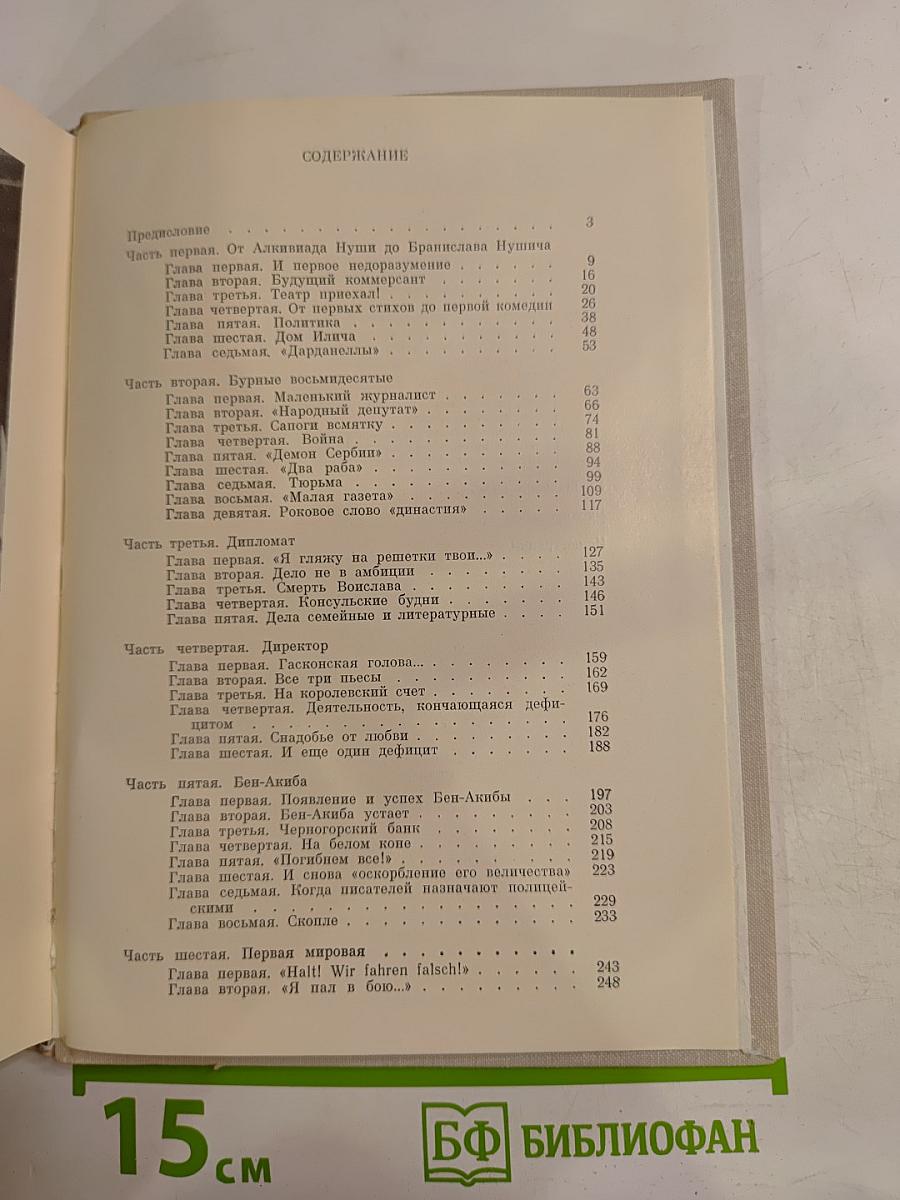 СОДЕРЖАНИЕ
Предисловие . . . . . . . . . . . . . . . . . 3
Часть первая. От Алкивиада Нуши до Бранислава Нушича
Глава первая. И первое недоразумение . . . . . . 9
Глава вторая. Будущий коммерсант . . . . . . . 16
Глава третья. Театр приехал! . . . . . . . . . 20
Глава четвертая. От первых стихов до первой комедии 26
Глава пятая. Политика . . . . . . . . . . . 38
Глава шестая. Дом Илича . . . . . . . . . . 48
Глава седьмая. «Дарданеллы» . . . . . . . . . 53
Часть вторая. Бурные восьмидесятые
Глава первая. Маленький журналист . . . . . . . 63
Глава вторая. «Народный депутат» . . . . . . . 66
Глава третья. Сапоги всмятку . . . . . . . . . 74
Глава четвертая. Война . . . . . . . . . . . 81
Глава пятая. «Демон Сербии» . . . . . . . . . 88
Глава шестая. «Два раба» . . . . . . . . . . 94
Глава седьмая. Тюрьма . . . . . . . . . . . 99
Глава восьмая. «Малая газета» . . . . . . . . . 109
Глава девятая. Роковое слово «династия» . . . . . 117
Часть третья. Дипломат
Глава первая. «Я гляжу на решетки твои...» . . . . 127
Глава вторая. Дело не в амбиции . . . . . . . . 135
Глава третья. Смерть Воислава . . . . . . . . . 143
Глава четвертая. Консульские будни . . . . . . . 146
Глава пятая. Дела семейные и литературные . . . . 151
Часть четвертая. Директор
Глава первая. Гасконская голова... . . . . . . . . 159
Глава вторая. Все три пьесы . . . . . . . . . . 162
Глава третья. На королевский счет . . . . . . . . 169
Глава четвертая. Деятельность, кончающаяся дефи-
цитом . . . . . . . . . . . . . . . . . 176
Глава пятая. Снадобье от любви . . . . . . . . . 182
Глава шестая. И еще один дефицит . . . . . . . 188
Часть пятая. Бен-Акиба
Глава первая. Появление и успех Бен-Акибы . . . 197
Глава вторая. Бен-Акиба устает . . . . . . . . . 203
Глава третья. Черногорский банк . . . . . . . . 208
Глава четвертая. На белом коне . . . . . . . . . 215
Глава пятая. «Погибнем все!» . . . . . . . . . . 219
Глава шестая. И снова «оскорбление его величества» 223
Глава седьмая. Когда писателей назначают полицей-
скими . . . . . . . . . . . . . . . . . 229
Глава восьмая. Скопле . . . . . . . . . . . . . 233
Часть шестая. Первая мировая . . . . . . . . . . .
Глава первая. «Halt! Wir fahren falsch!» . . . . . . 243
Глава вторая. «Я пал в бою...» . . . . . . . . . 248
15 см
БФ БИБЛИОФАН